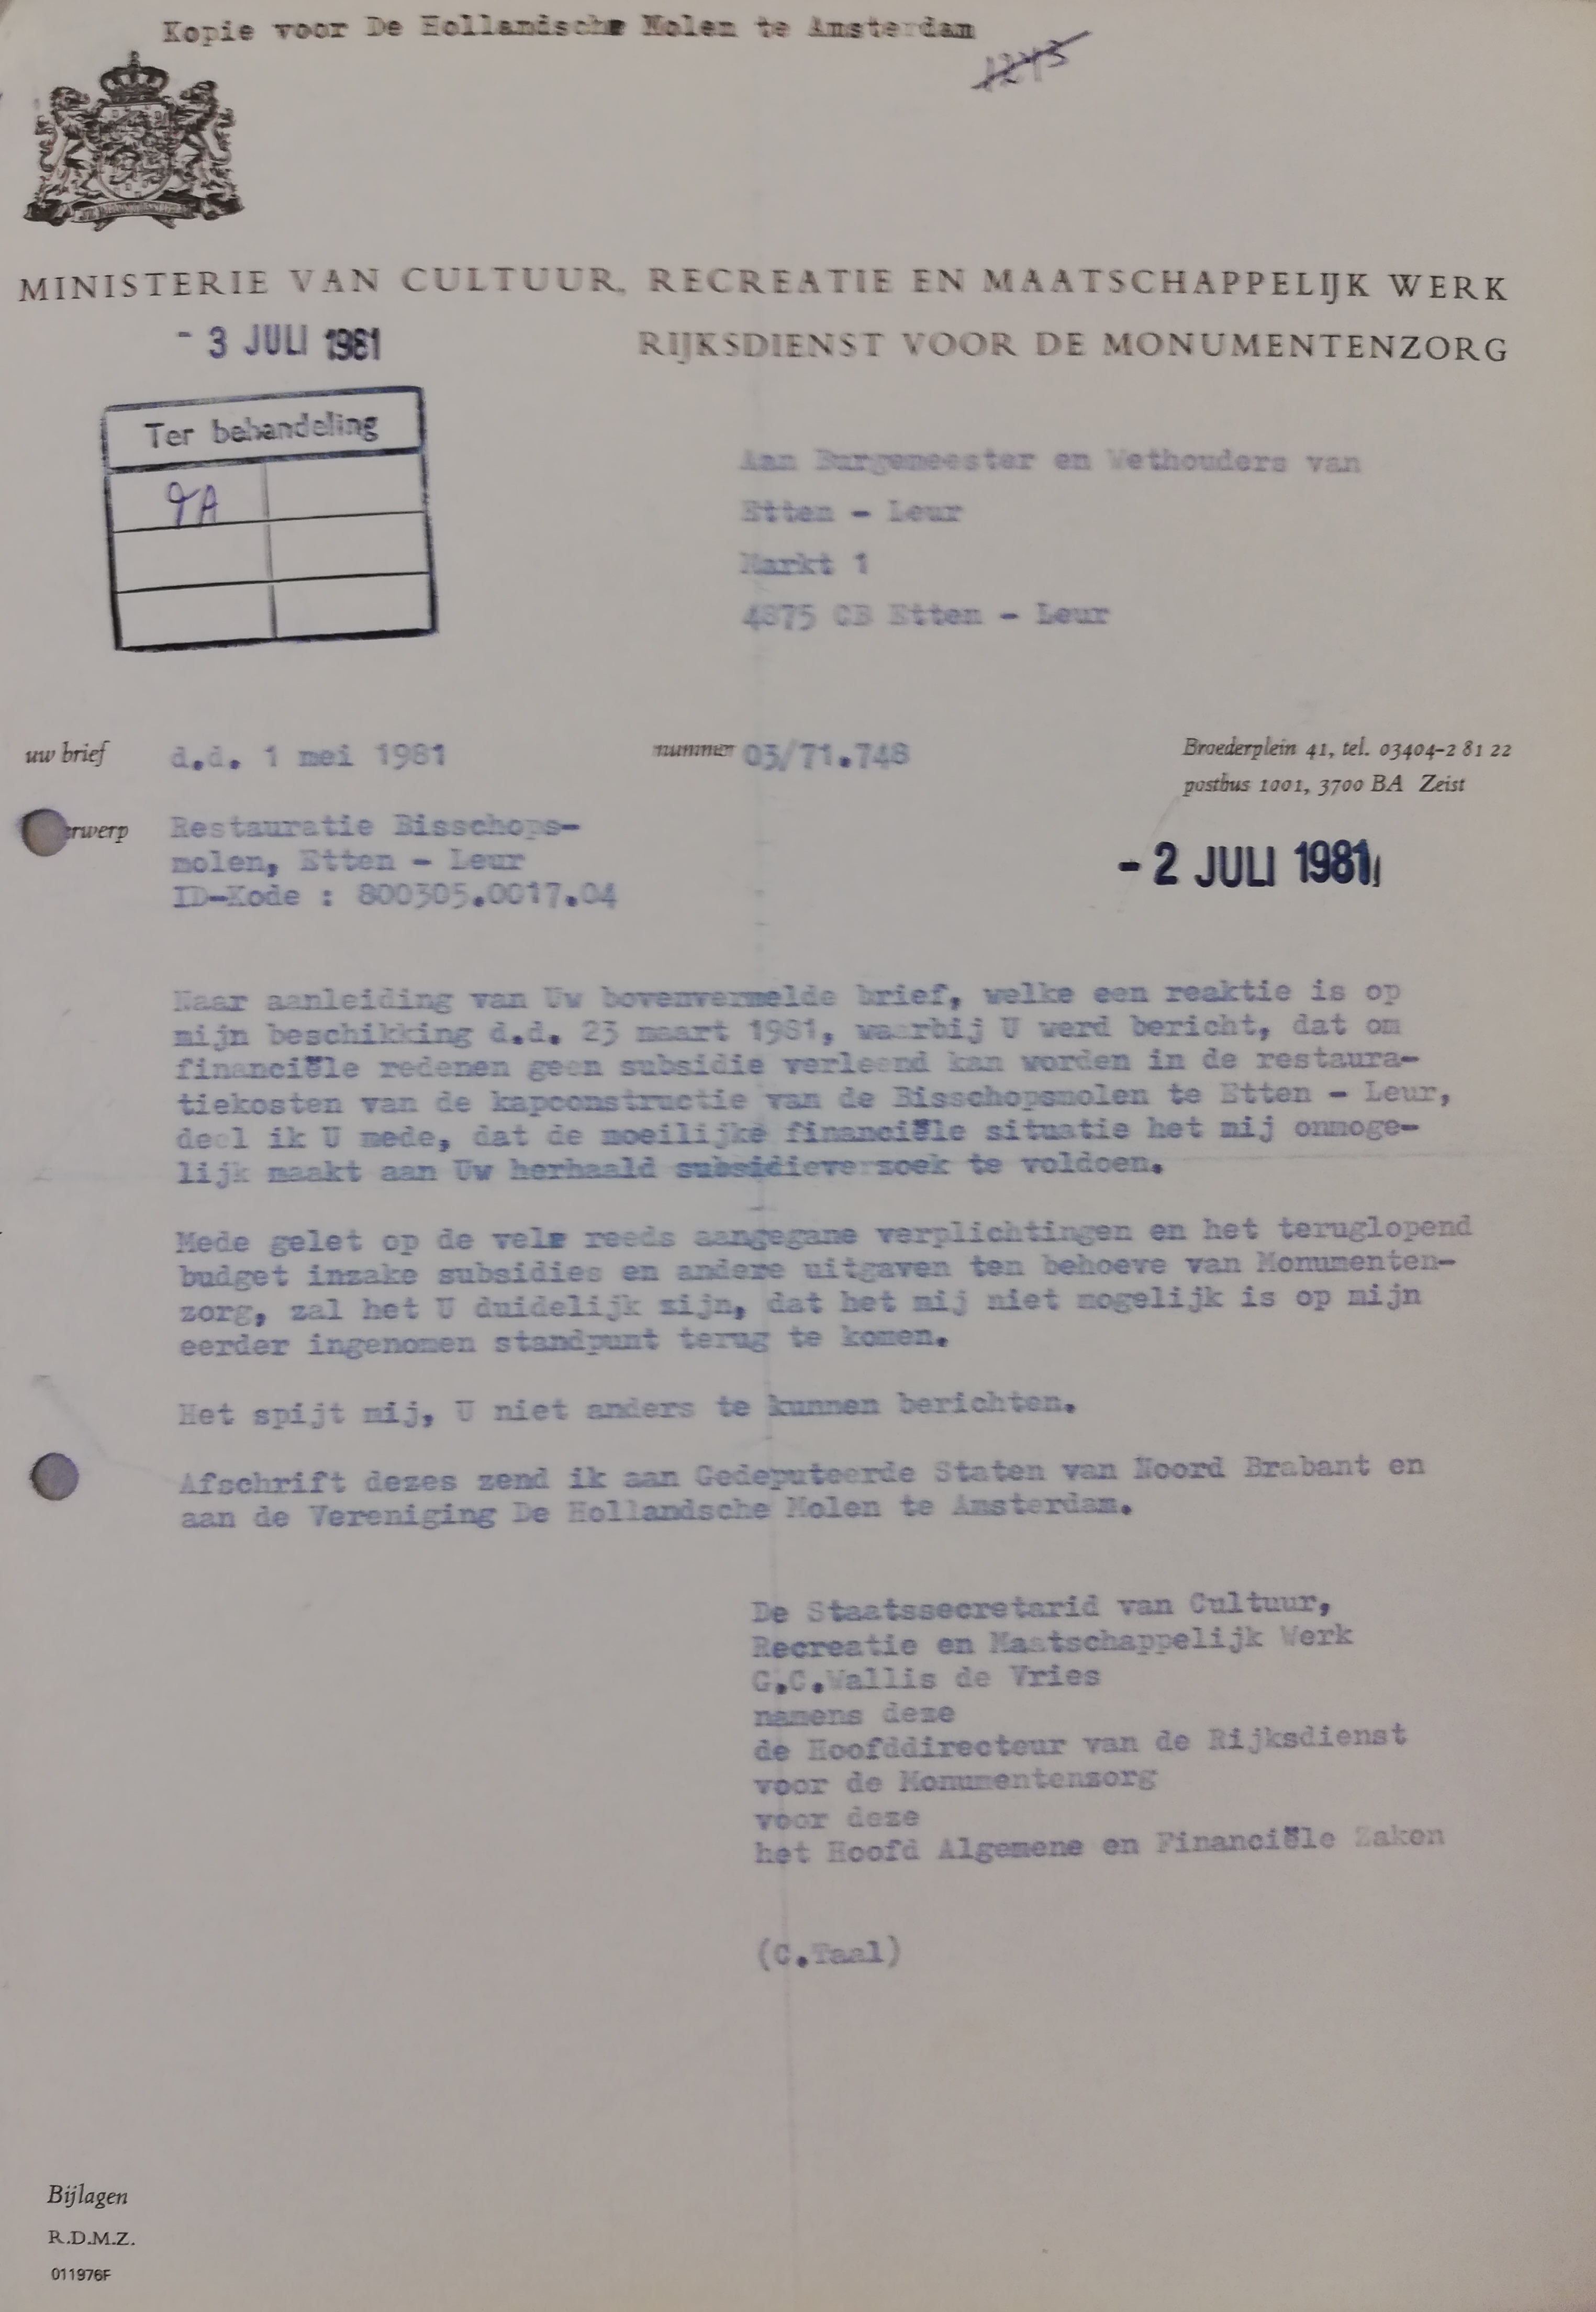 Kopie voor De Hollandsche Molen te Amsterdam
1243
MINISTERIE VAN CULTUUR, RECREATIE EN MAATSCHAPPELIJK WERK
- 3 JULI 1981
RIJKSDIENST VOOR DE MONUMENTENZORG
Ter behandeling
Aan Burgemeester en Wethouders van
Etten - Leur
Markt 1
4875 CB Etten - Leur
uw brief d.d. 1 mei 1981
nummer 03/71.748
Broederplein 41, tel. 03404-2 81 22
postbus 1001, 3700 BA Zeist
erwerp Restauratie Bisschops-
molen, Etten - Leur
ID-Kode : 800305.0017.04
- 2 JULI 1981
Naar aanleiding van Uw bovenvermelde brief, welke een reaktie is op
mijn beschikking d.d. 23 maart 1981, waarbij U werd bericht, dat om
financiële redenen geen subsidie verleend kan worden in de restaura-
tiekosten van de kapconstructie van de Bisschopsmolen te Etten - Leur,
deel ik U mede, dat de moeilijke financiële situatie het mij onmoge-
lijk maakt aan Uw herhaald subsidieverzoek te voldoen.
Mede gelet op de vele reeds aangegane verplichtingen en het teruglopend
budget inzake subsidies en andere uitgaven ten behoeve van Monumenten-
zorg, zal het U duidelijk zijn, dat het mij niet mogelijk is op mijn
eerder ingenomen standpunt terug te komen.
Het spijt mij, U niet anders te kunnen berichten.
Afschrift dezes zend ik aan Gedeputeerde Staten van Noord Brabant en
aan de Vereniging De Hollandsche Molen te Amsterdam.
De Staatssecretarid van Cultuur,
Recreatie en Maatschappelijk Werk
G.C.Wallis de Vries
namens deze
de Hoofddirecteur van de Rijksdienst
voor de Monumentenzorg
voor deze
het Hoofd Algemene en Financiële Zaken
(C.Taal)
Bijlagen
R.D.M.Z.
011976F